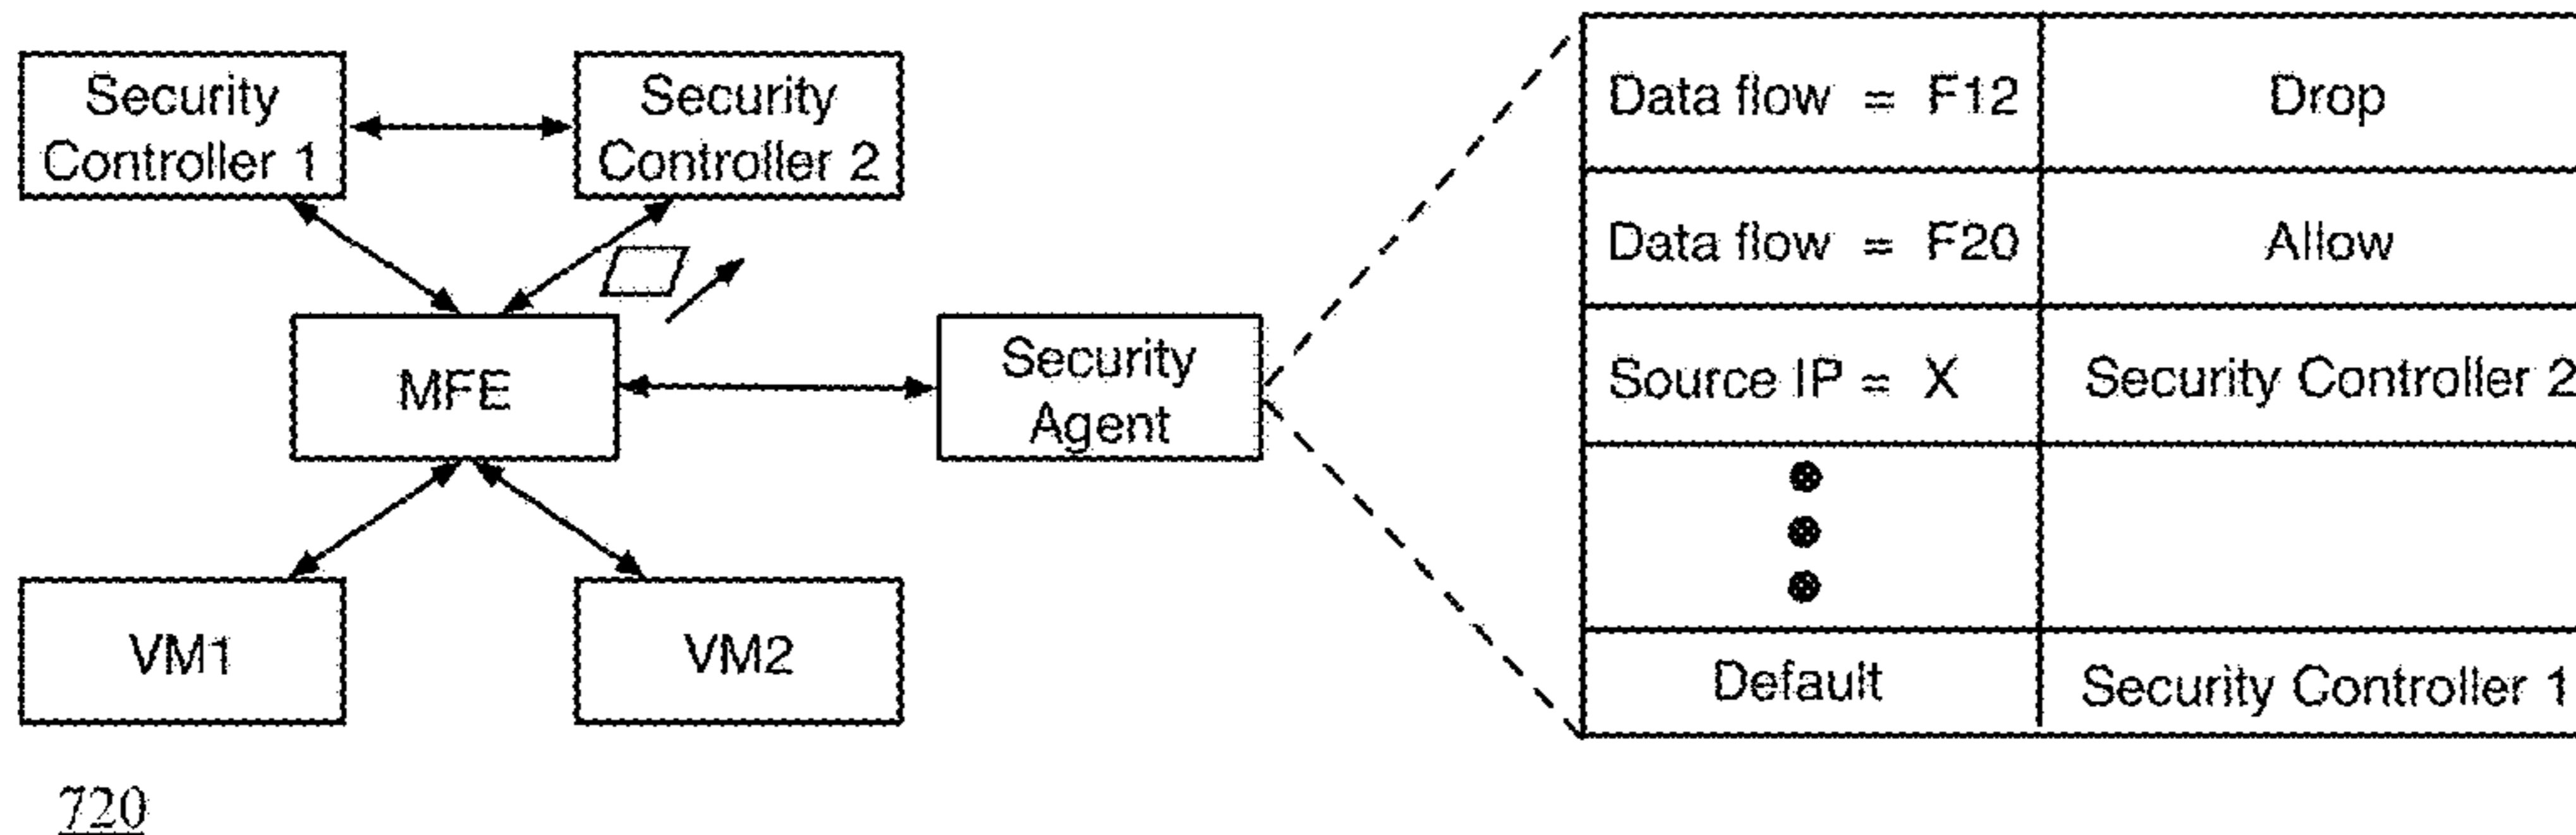 Security
Controller 1
Security
Controller 2
MFE
Security
Agent
VM1
VM2
Data flow = F12
Drop
Data flow = F20
Allow
Source IP = X
Security Controller 2
Default
Security Controller 1
720